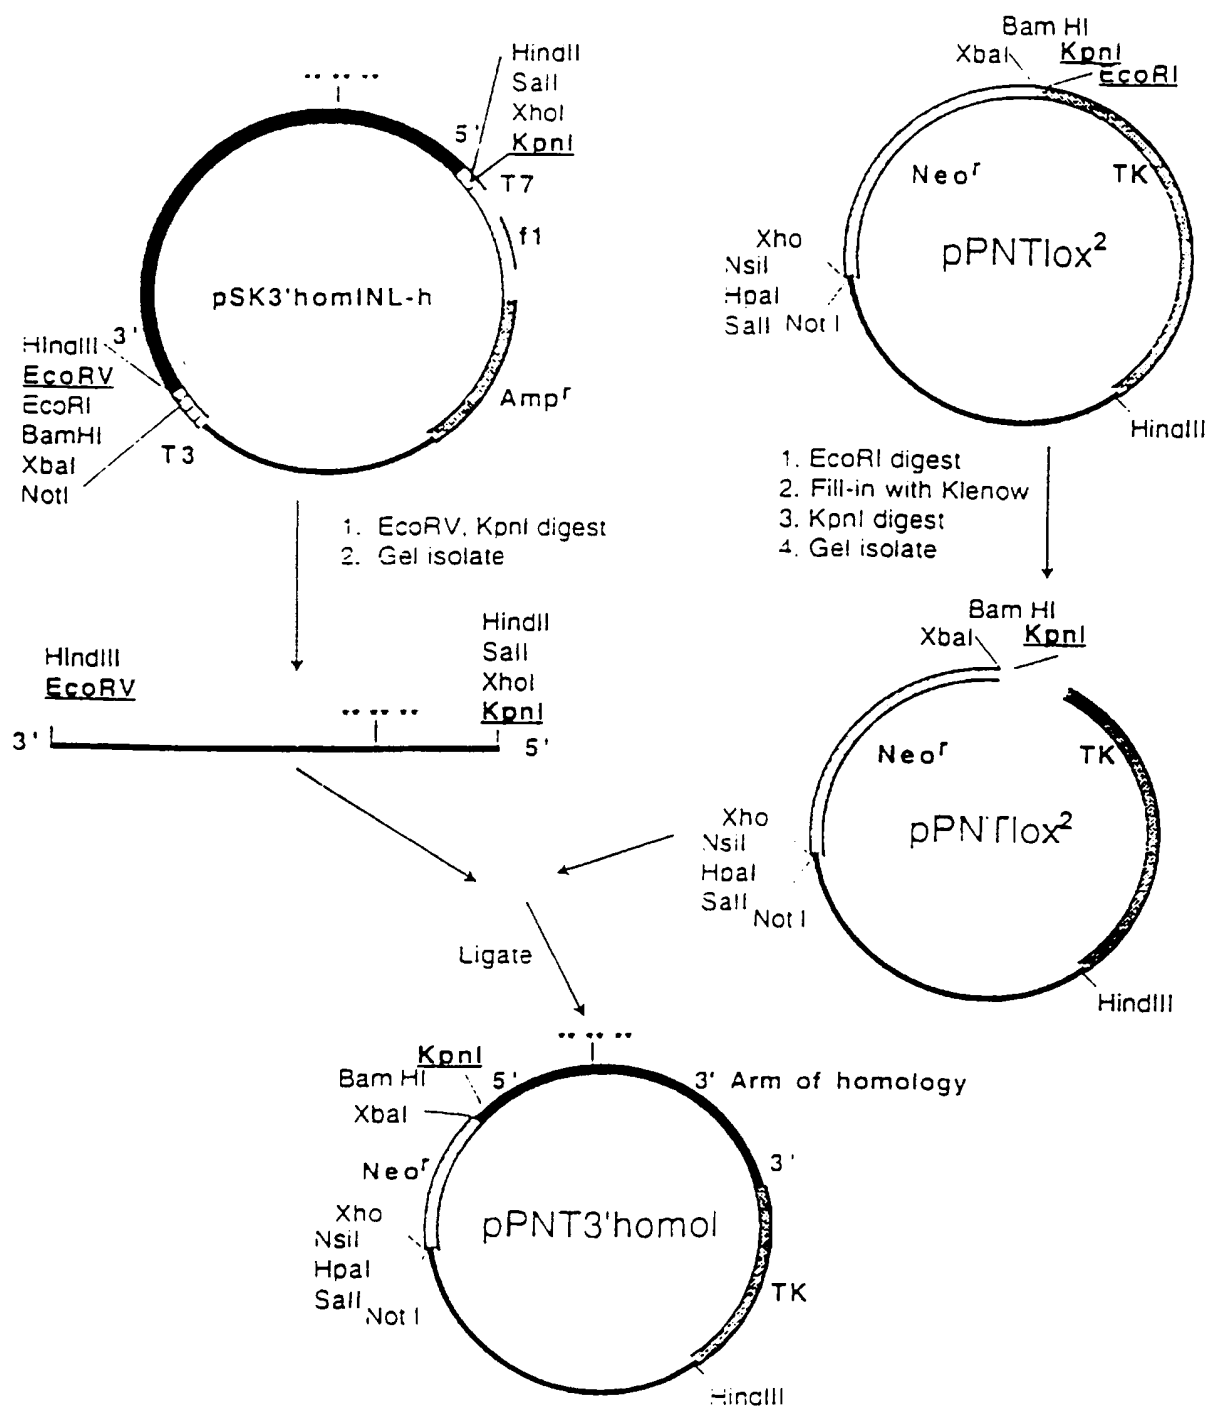 HindII
SalI
XhoI
KpnI
5'
T7
f1
pSK3'homINL-h
Ampr
3'
HindIII
EcoRV
EcoRI
BamHI
XbaI
NotI
T3
Bam HI
XbaI
KpnI
EcoRI
Neor
TK
pPNTlox2
Xho
NsiI
HpaI
SalI Not I
HindIII
1. EcoRV, KpnI digest
2. Gel isolate
1. EcoRI digest
2. Fill-in with Klenow
3. KpnI digest
4. Gel isolate
HindIII
EcoRV
3'
HindII
SalI
XhoI
KpnI
5'
Bam HI
XbaI
KpnI
Neor
TK
pPNTlox2
Xho
NsiI
HpaI
SalI
Not I
HindIII
Ligate
KpnI
Bam HI
XbaI
5'
3' Arm of homology
3'
Neor
pPNT3'homol
Xho
NsiI
HpaI
SalI
Not I
TK
HindIII